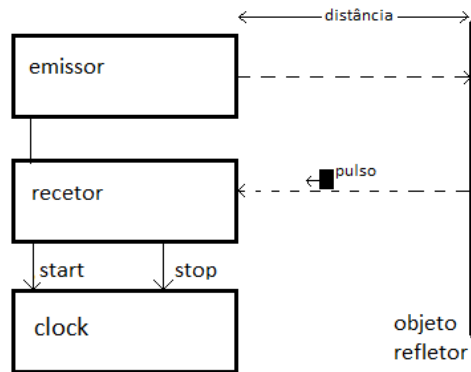 distância
emissor
pulso
recetor
start
stop
clock
objeto
refletor